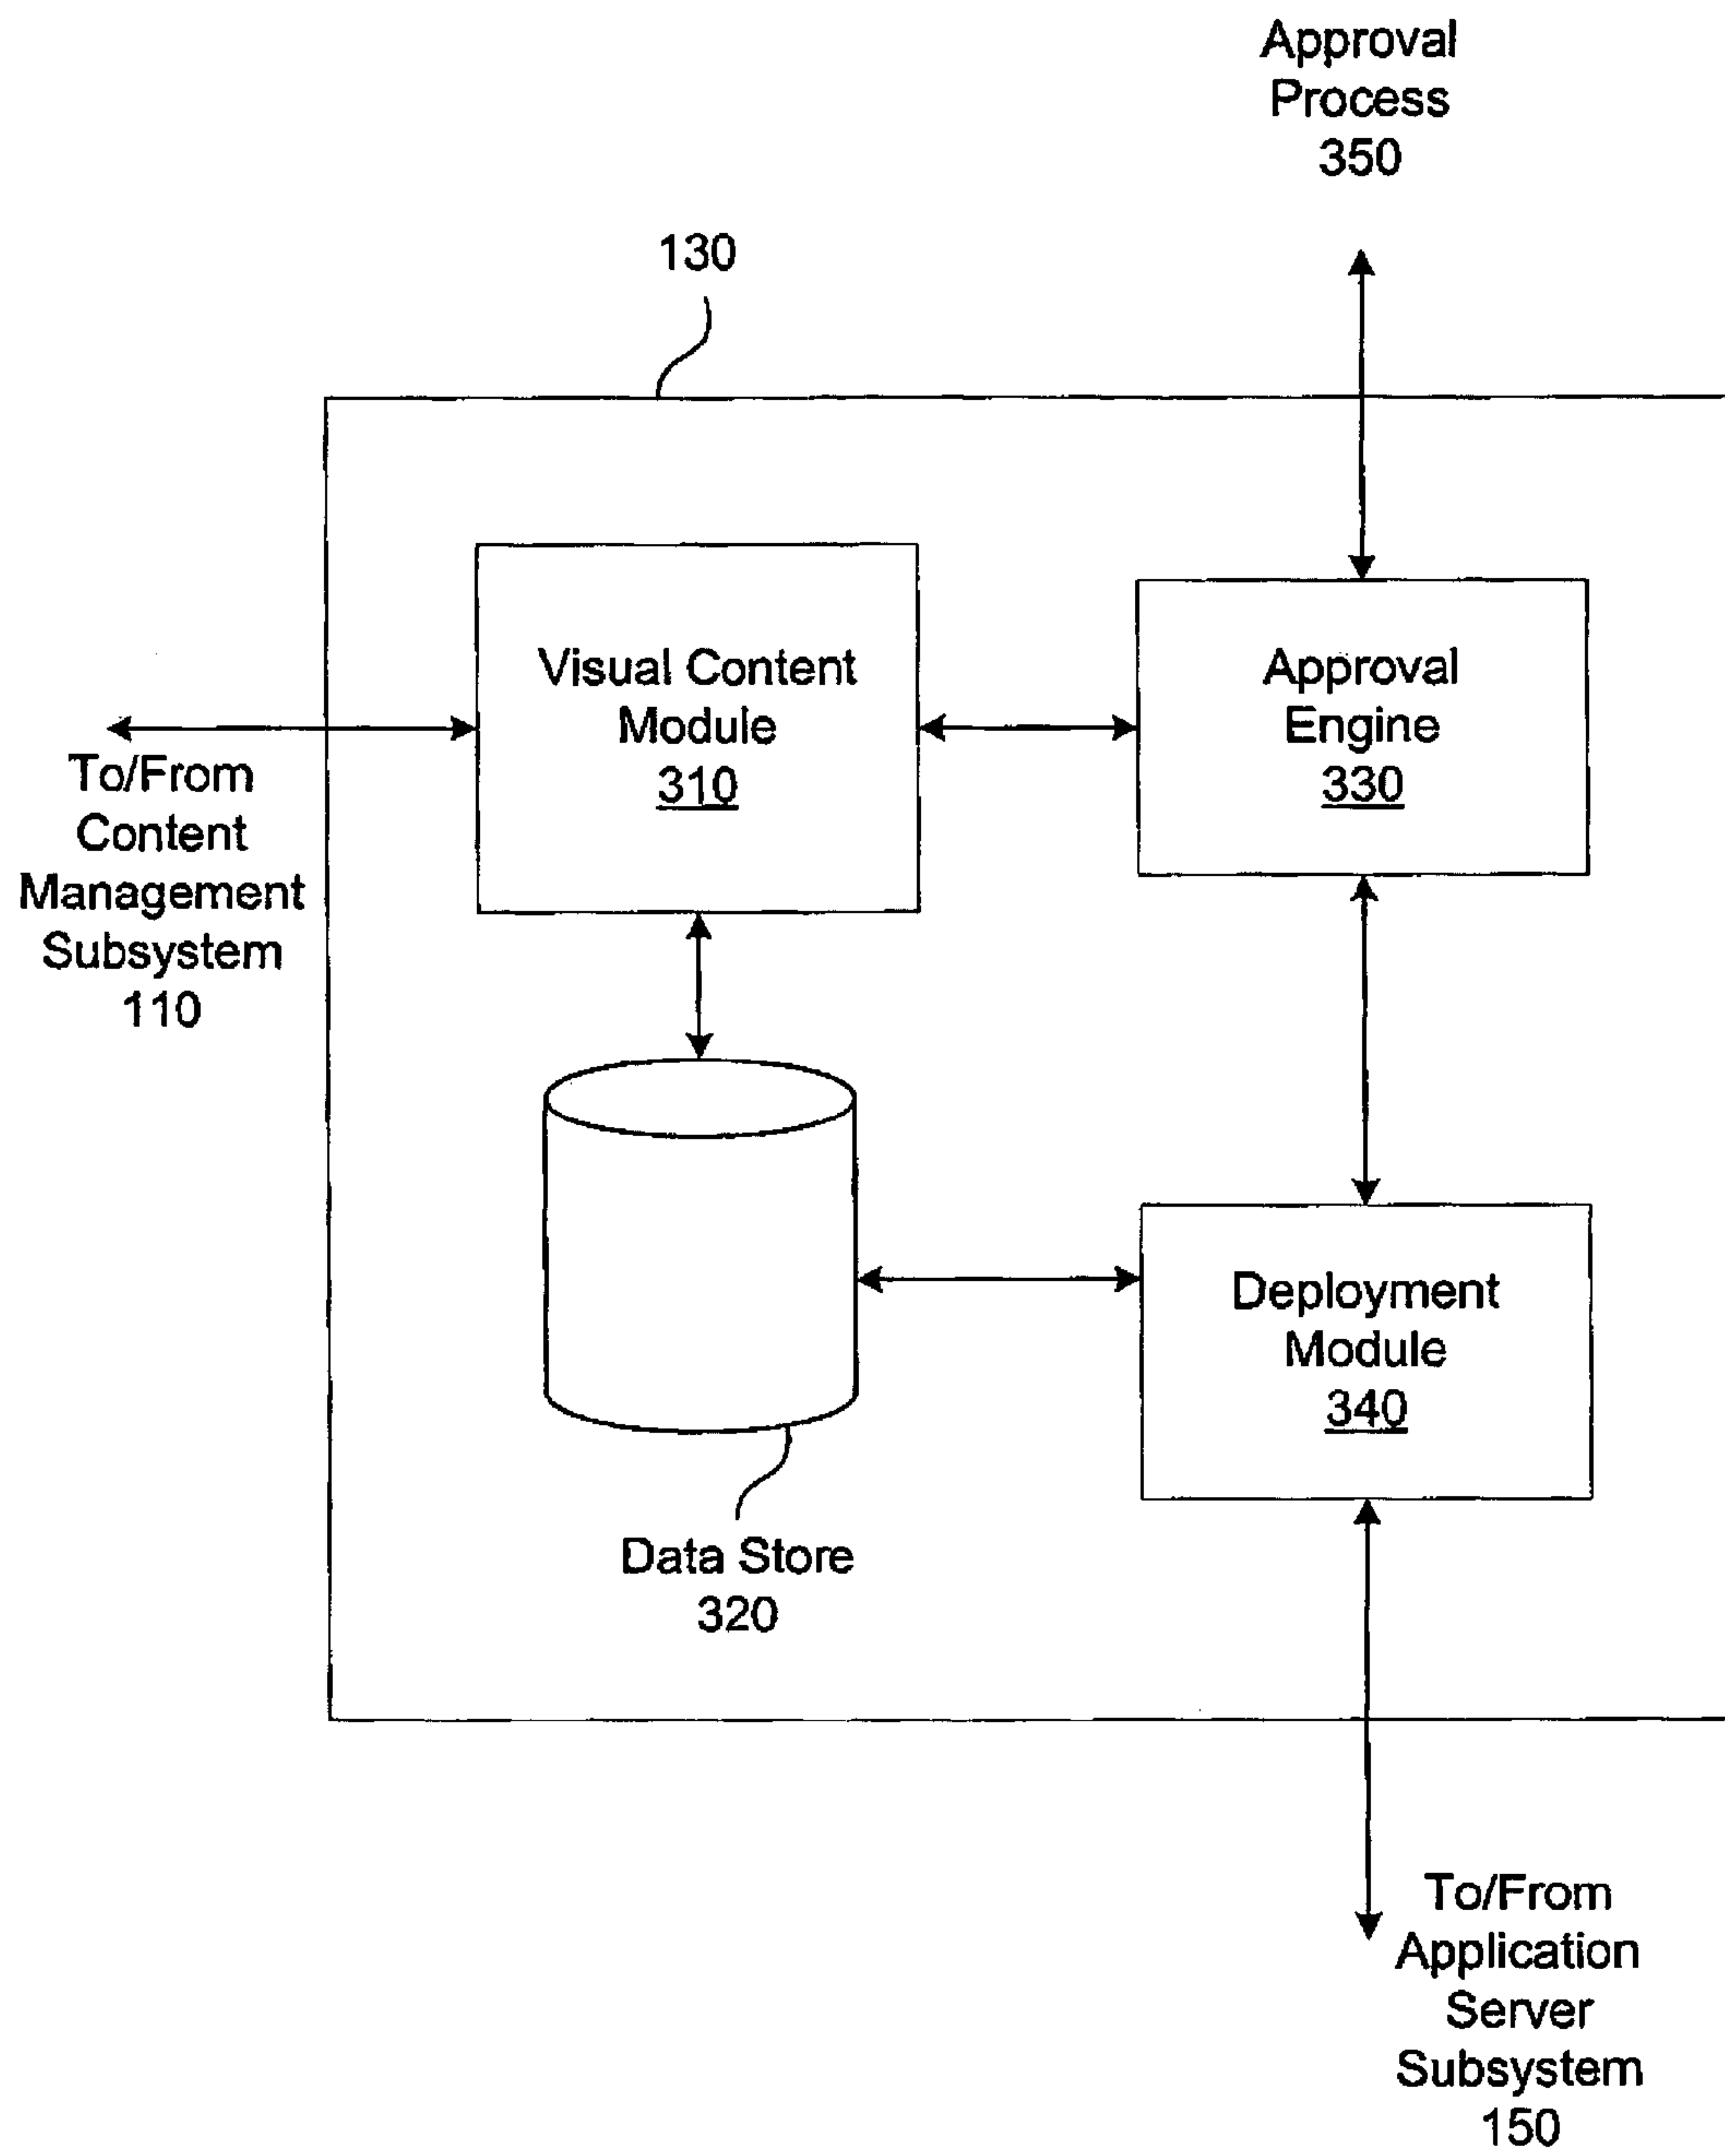 Approval
Process
350
130
Visual Content
Module
310
Approval
Engine
330
To/From
Content
Management
Subsystem
110
Deployment
Module
340
Data Store
320
To/From
Application
Server
Subsystem
150